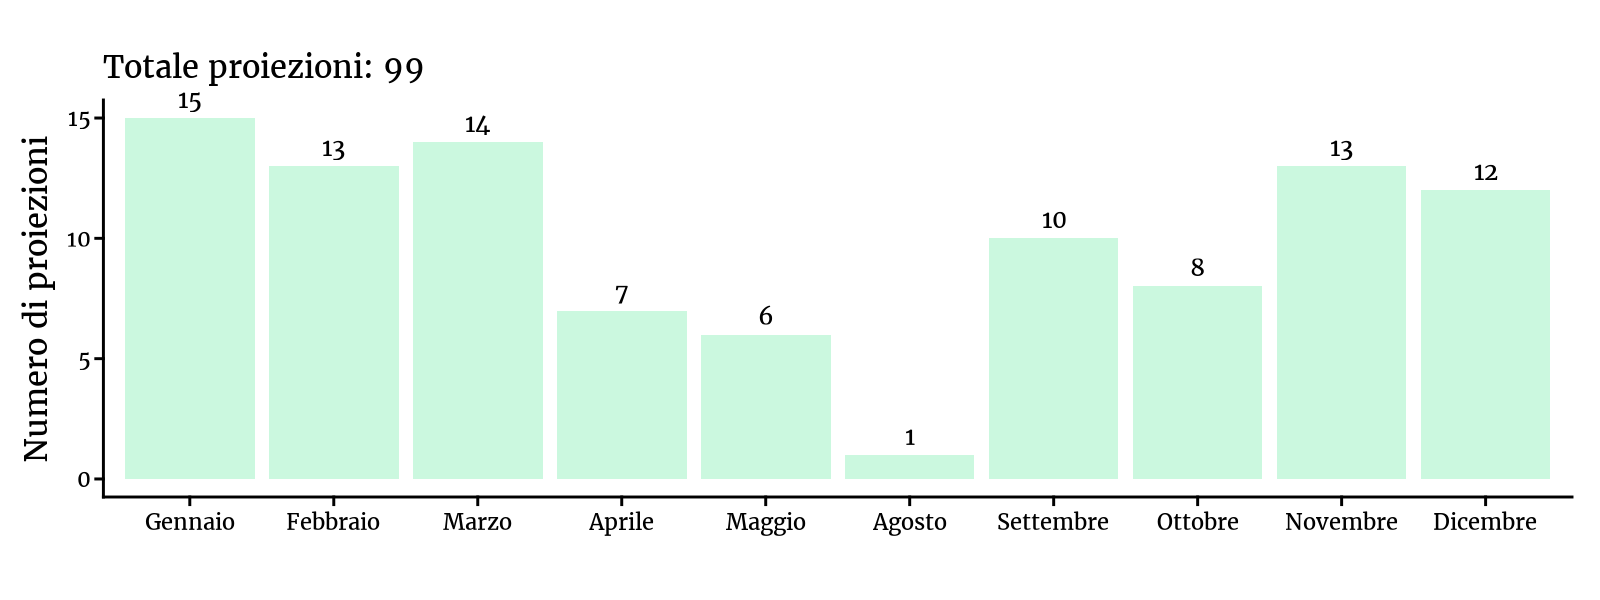 Totale proiezioni: 99
Numero di proiezioni
15
10
5
0
15
13
14
7
6
1
10
8
13
12
Gennaio
Febbraio
Marzo
Aprile
Maggio
Agosto
Settembre
Ottobre
Novembre
Dicembre